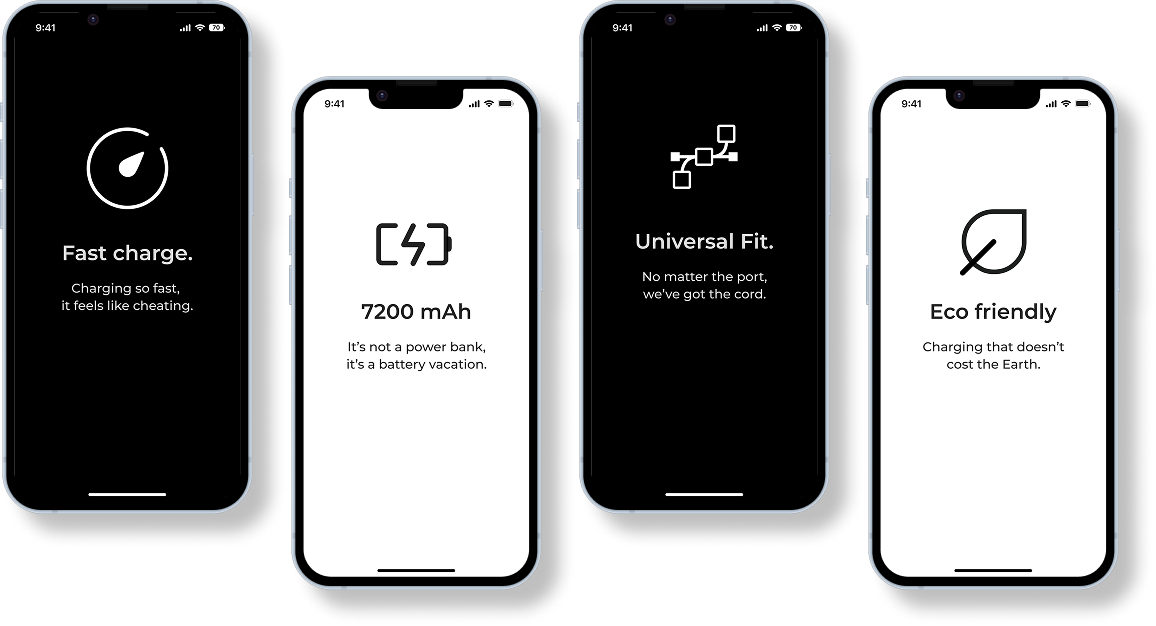 9:41
70
Fast charge.
Charging so fast,
it feels like cheating.
9:41
7200 mAh
It's not a power bank,
it's a battery vacation.
9:41
70
Universal Fit.
No matter the port,
we've got the cord.
9:41
Eco friendly
Charging that doesn't
cost the Earth.